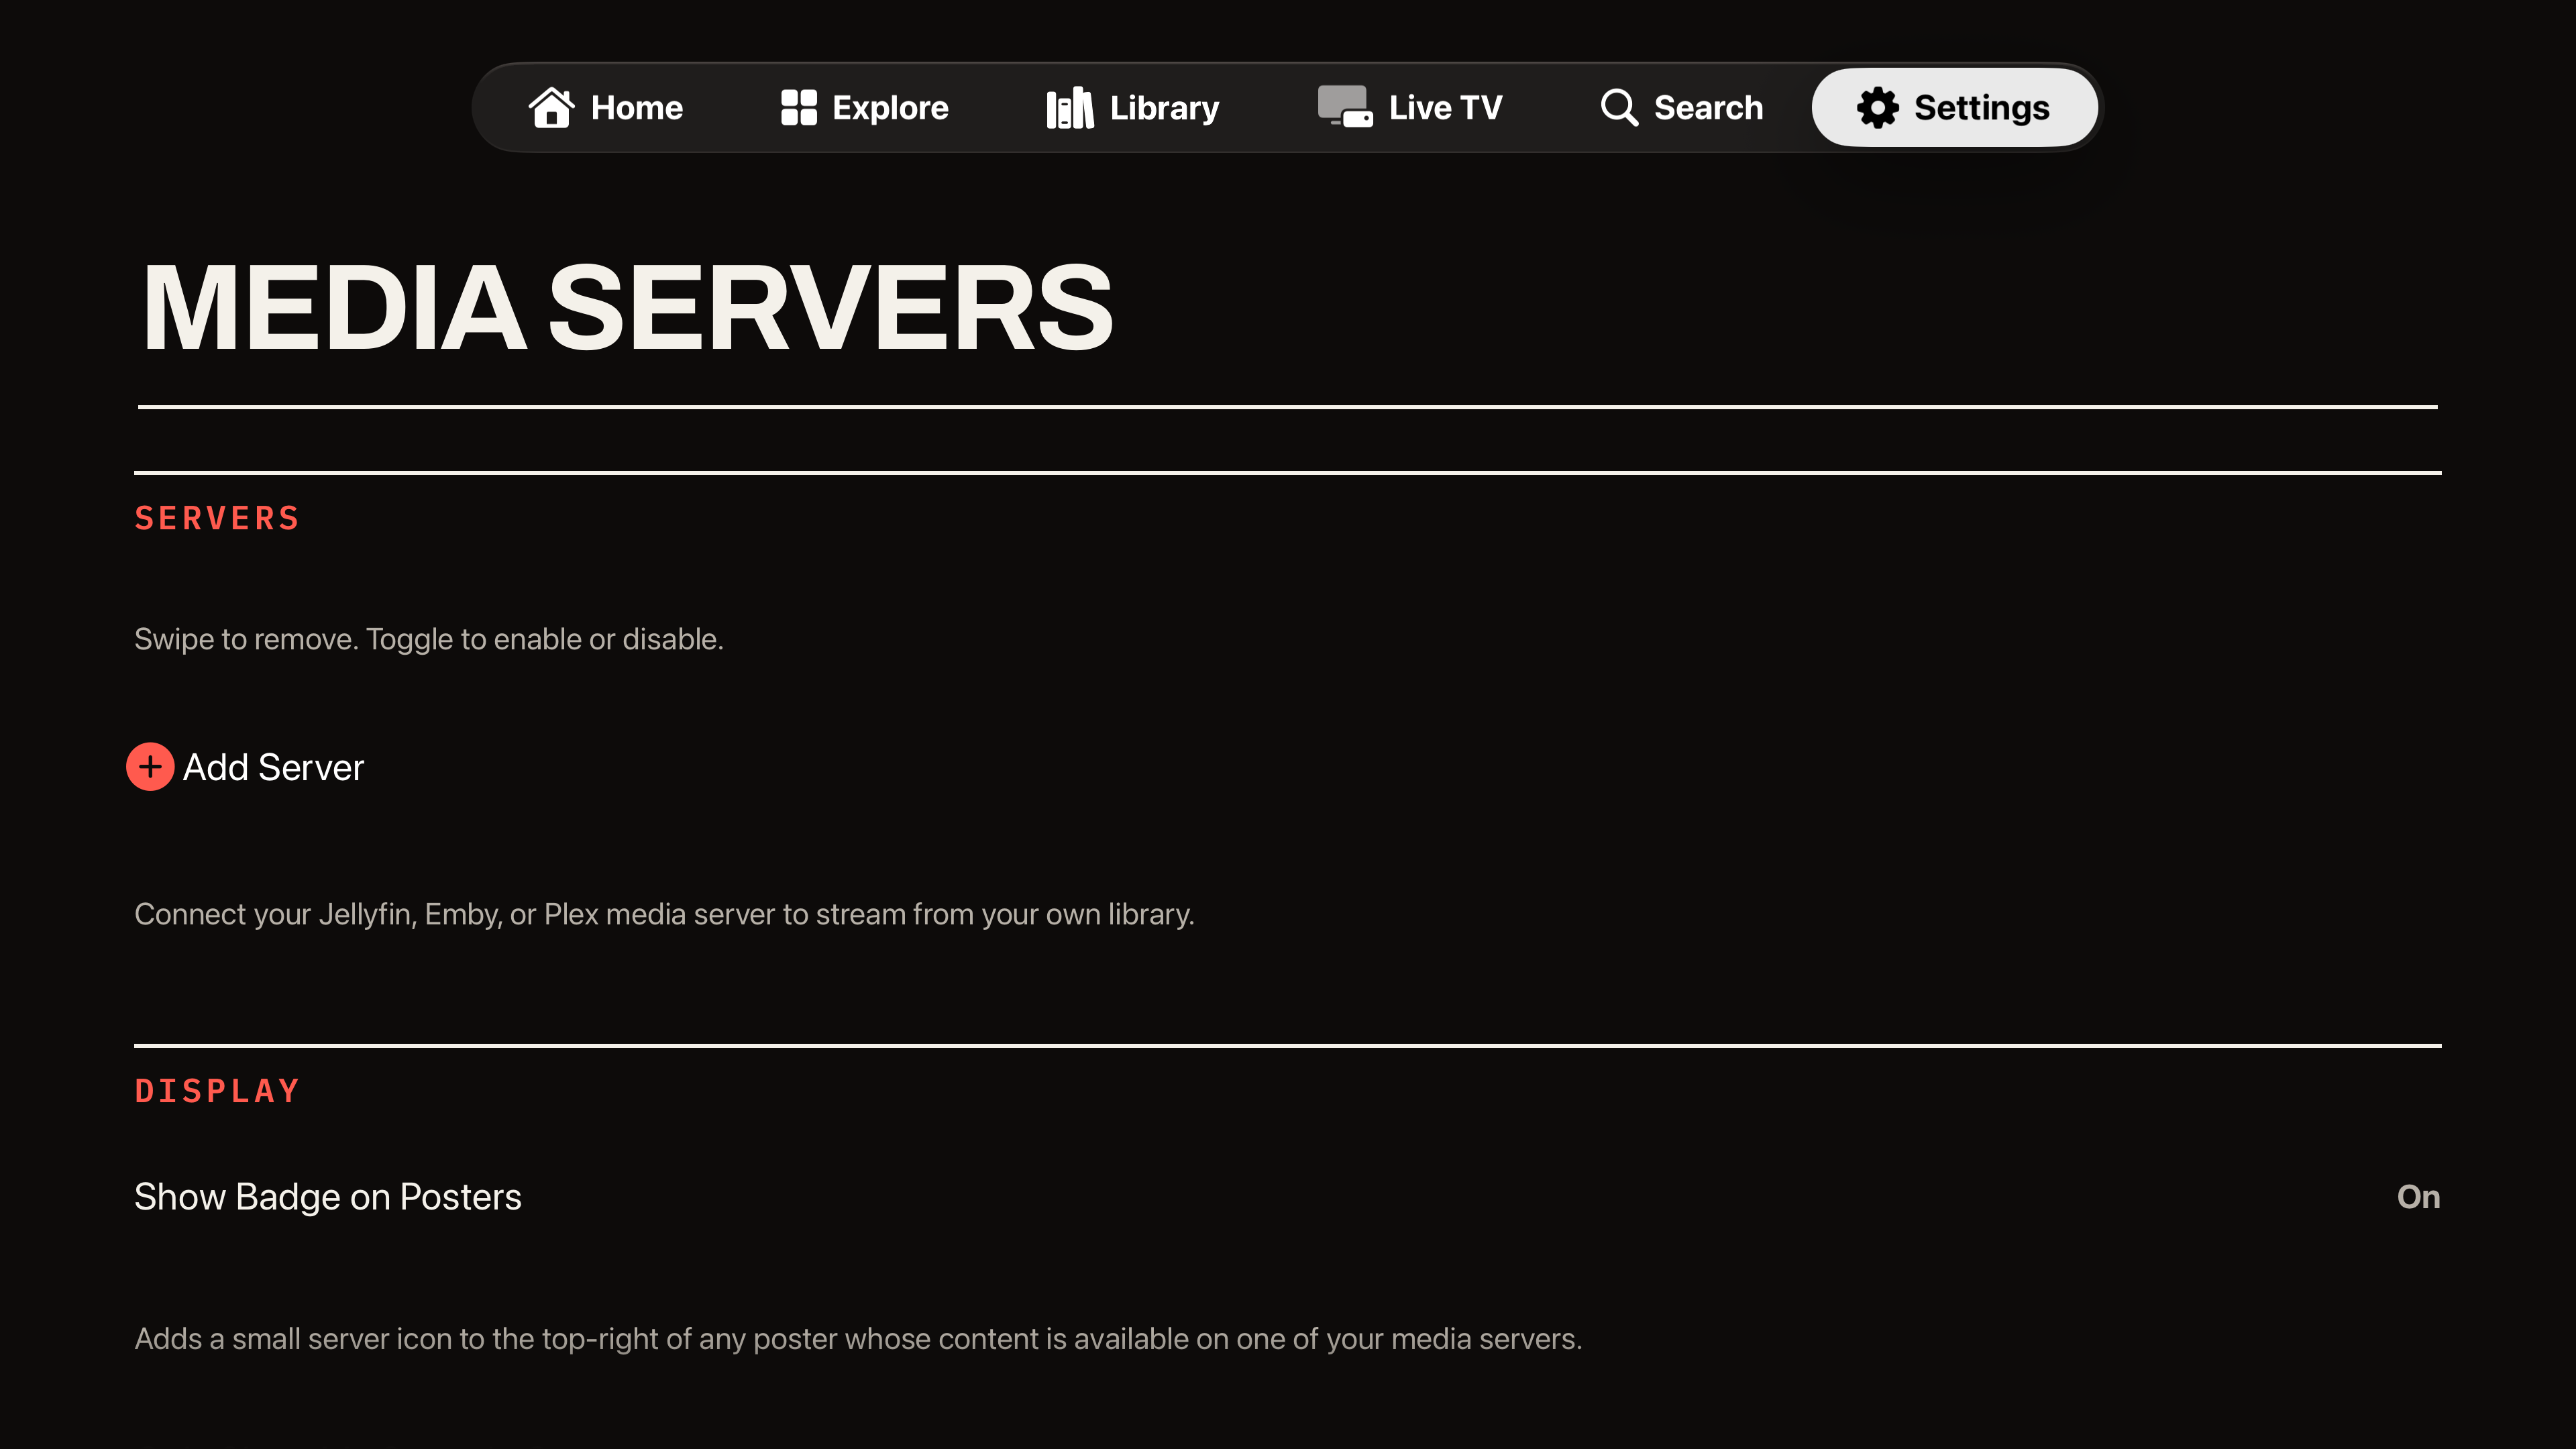 Home
Explore
Library
Live TV
Search
Settings
MEDIA SERVERS
SERVERS
Swipe to remove. Toggle to enable or disable.
Add Server
Connect your Jellyfin, Emby, or Plex media server to stream from your own library.
DISPLAY
Show Badge on Posters
On
Adds a small server icon to the top-right of any poster whose content is available on one of your media servers.